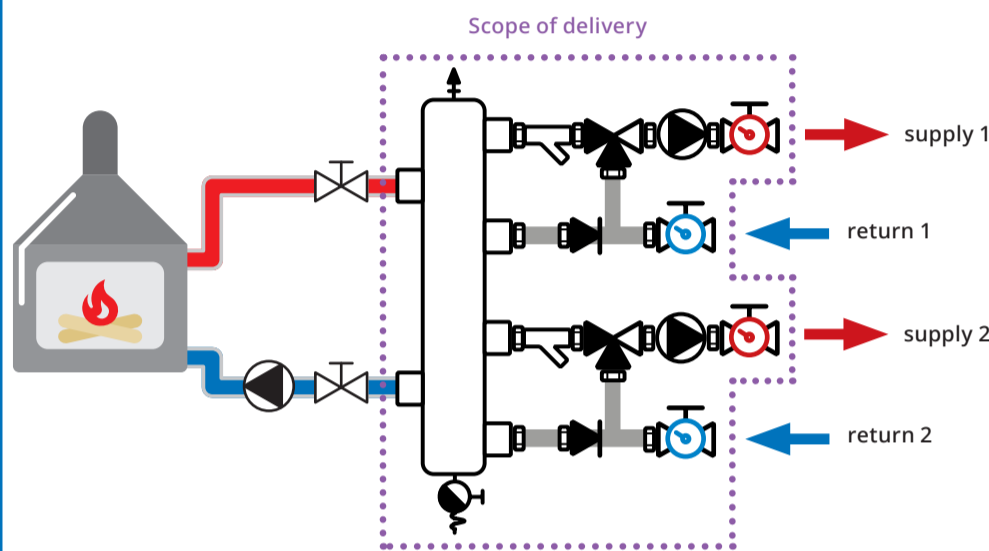 Scope of delivery
supply 1
return 1
supply 2
return 2